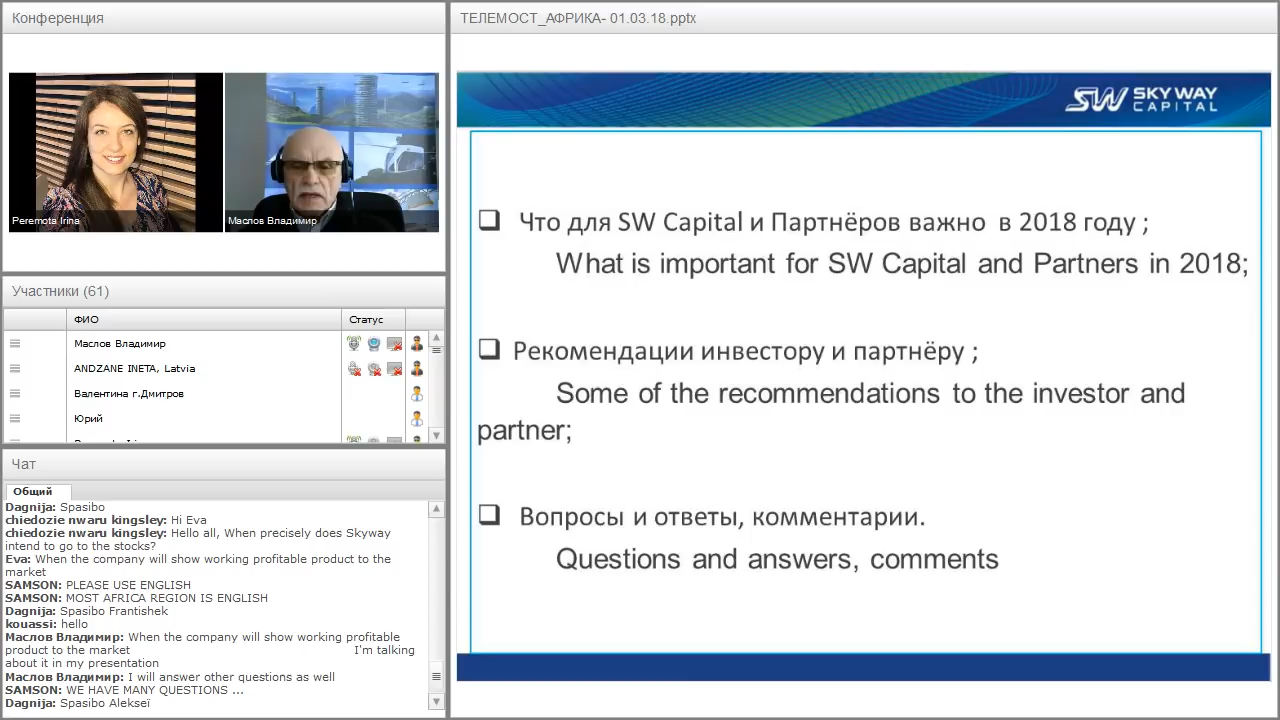 Конференция
Peremota Irina
Маслов Владимир
Участники (61)
ФИО
Статус
Маслов Владимир
ANDZANE INETA, Latvia
Валентина г.Дмитров
Юрий
Чат
Общий
Dagnija: Spasibo
chiedozie nwaru kingsley: Hi Eva
chiedozie nwaru kingsley: Hello all, When precisely does Skyway
intend to go to the stocks?
Eva: When the company will show working profitable product to the
market
SAMSON: PLEASE USE ENGLISH
SAMSON: MOST AFRICA REGION IS ENGLISH
Dagnija: Spasibo Frantishek
kouassi: hello
Маслов Владимир: When the company will show working profitable
product to the market I'm talking
about it in my presentation
Маслов Владимир: I will answer other questions as well
SAMSON: WE HAVE MANY QUESTIONS ...
Dagnija: Spasibo Alekseï
ТЕЛЕМОСТ_АФРИКА- 01.03.18.pptx
SW SKY WAY
CAPITAL
Что для SW Capital и Партнёров важно в 2018 году ;
What is important for SW Capital and Partners in 2018;
Рекомендации инвестору и партнёру ;
Some of the recommendations to the investor and
partner;
Вопросы и ответы, комментарии.
Questions and answers, comments